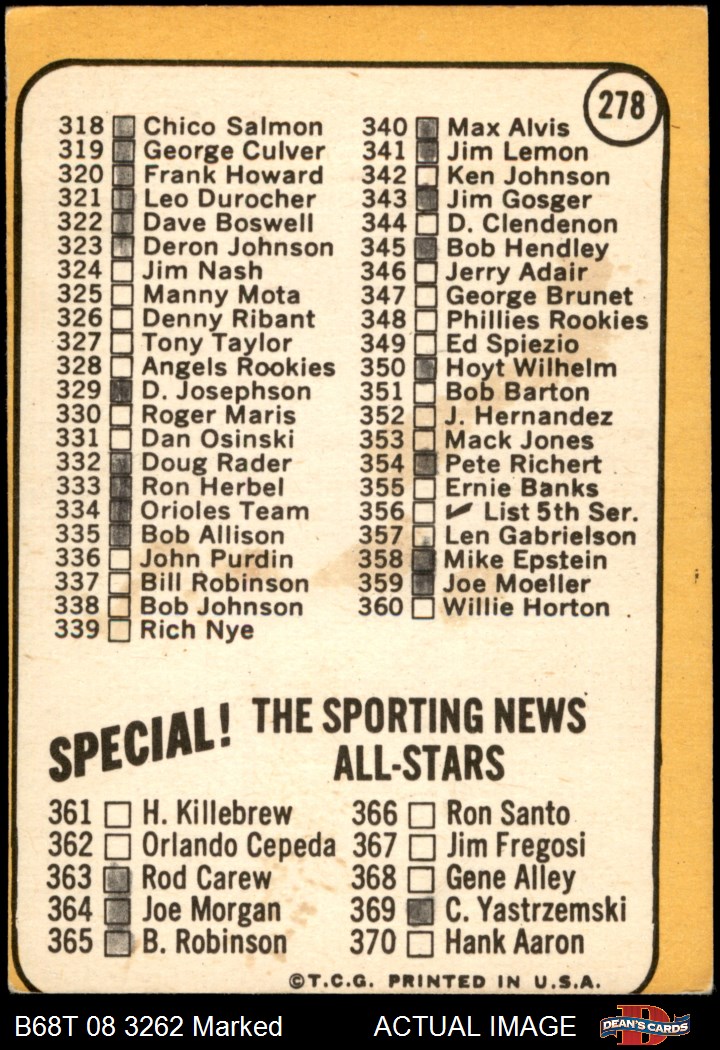 278
318 Chico Salmon
319 George Culver
320 Frank Howard
321 Leo Durocher
322 Dave Boswell
323 Deron Johnson
324 Jim Nash
325 Manny Mota
326 Denny Ribant
327 Tony Taylor
328 Angels Rookies
329 D. Josephson
330 Roger Maris
331 Dan Osinski
332 Doug Rader
333 Ron Herbel
334 Orioles Team
335 Bob Allison
336 John Purdin
337 Bill Robinson
338 Bob Johnson
339 Rich Nye
340 Max Alvis
341 Jim Lemon
342 Ken Johnson
343 Jim Gosger
344 D. Clendenon
345 Bob Hendley
346 Jerry Adair
347 George Brunet
348 Phillies Rookies
349 Ed Spiezio
350 Hoyt Wilhelm
351 Bob Barton
352 J. Hernandez
353 Mack Jones
354 Pete Richert
355 Ernie Banks
356 ✓ List 5th Ser.
357 Len Gabrielson
358 Mike Epstein
359 Joe Moeller
360 Willie Horton
SPECIAL! THE SPORTING NEWS
ALL-STARS
361 H. Killebrew
362 Orlando Cepeda
363 Rod Carew
364 Joe Morgan
365 B. Robinson
366 Ron Santo
367 Jim Fregosi
368 Gene Alley
369 C. Yastrzemski
370 Hank Aaron
©T.C.G. PRINTED IN U.S.A.
B68T 08 3262 Marked
ACTUAL IMAGE
D
DEAN'S CARDS